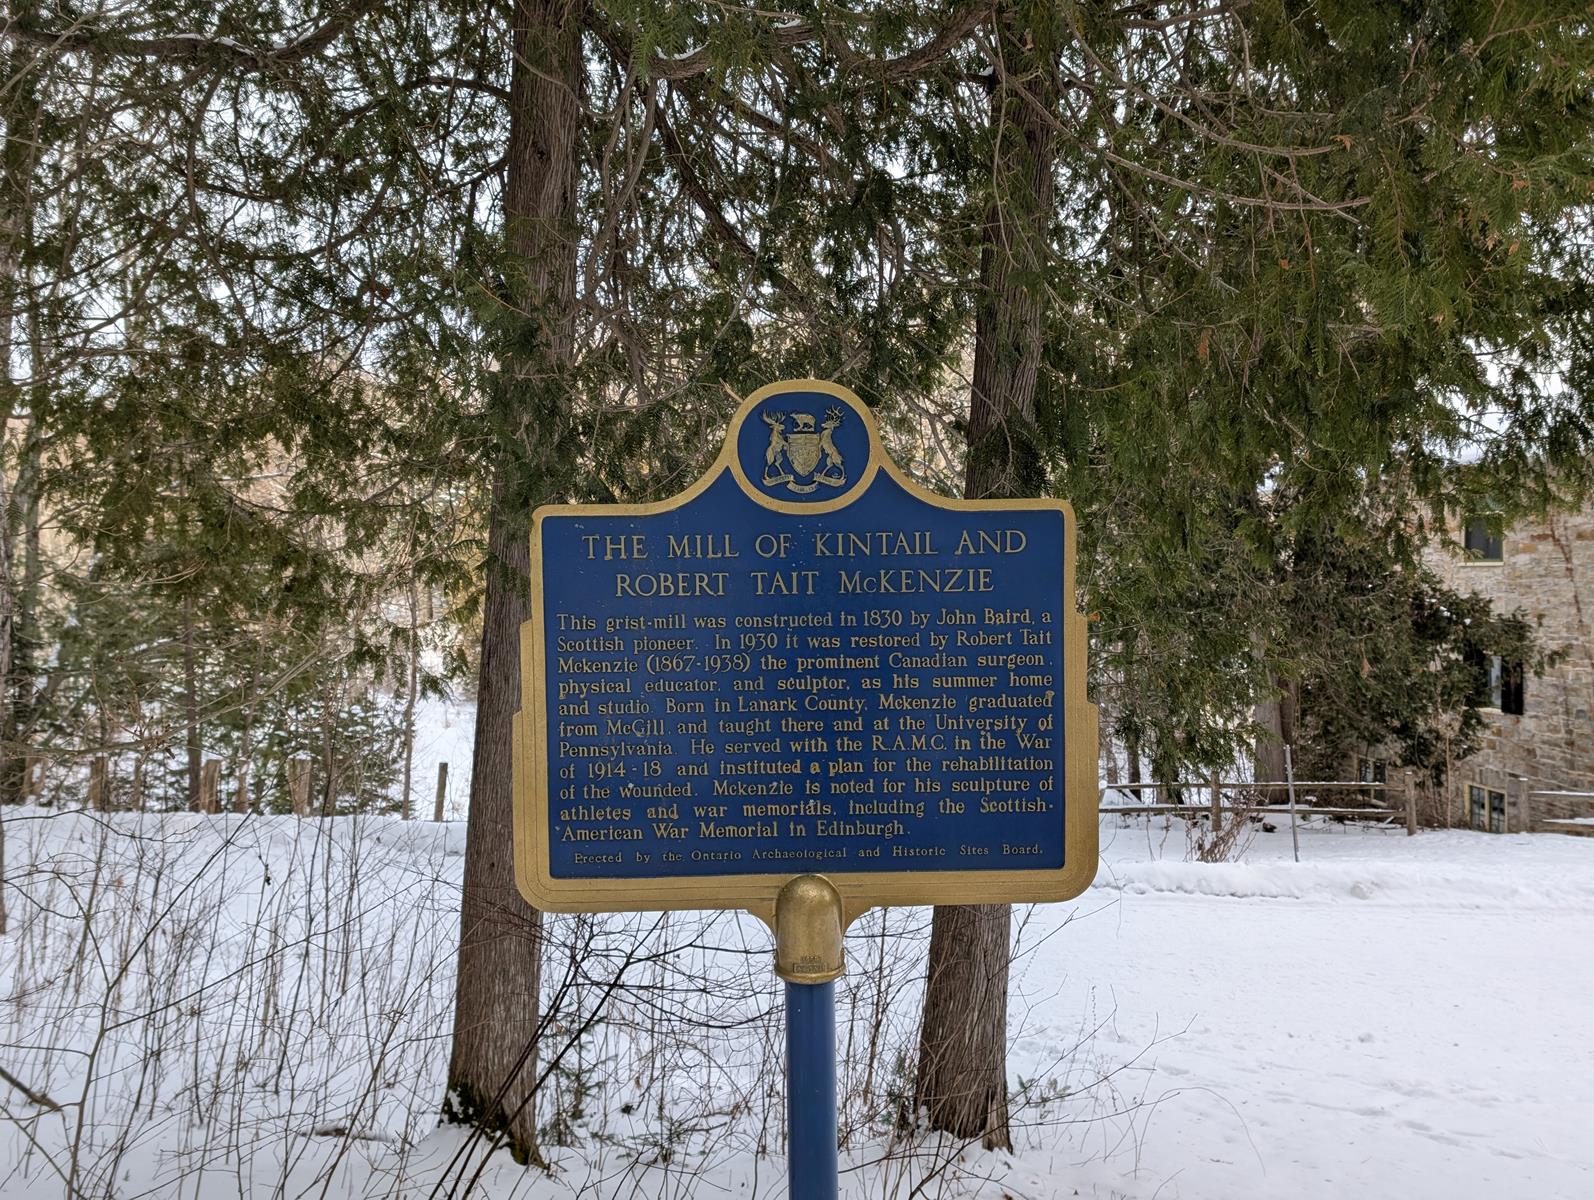 THE MILL OF KINTAIL AND
ROBERT TAIT McKENZIE
This grist-mill was constructed in 1830 by John Baird, a
Scottish pioneer. In 1930 it was restored by Robert Tait
Mckenzie (1867-1938) the prominent Canadian surgeon,
physical educator, and sculptor, as his summer home
and studio. Born in Lanark County, Mckenzie graduated
from McGill, and taught there and at the University of
Pennsylvania. He served with the R.A.M.C. in the War
of 1914-18 and instituted a plan for the rehabilitation
of the wounded. Mckenzie is noted for his sculpture of
athletes and war memorials, including the Scottish-
American War Memorial in Edinburgh.
Erected by the Ontario Archaeological and Historic Sites Board.